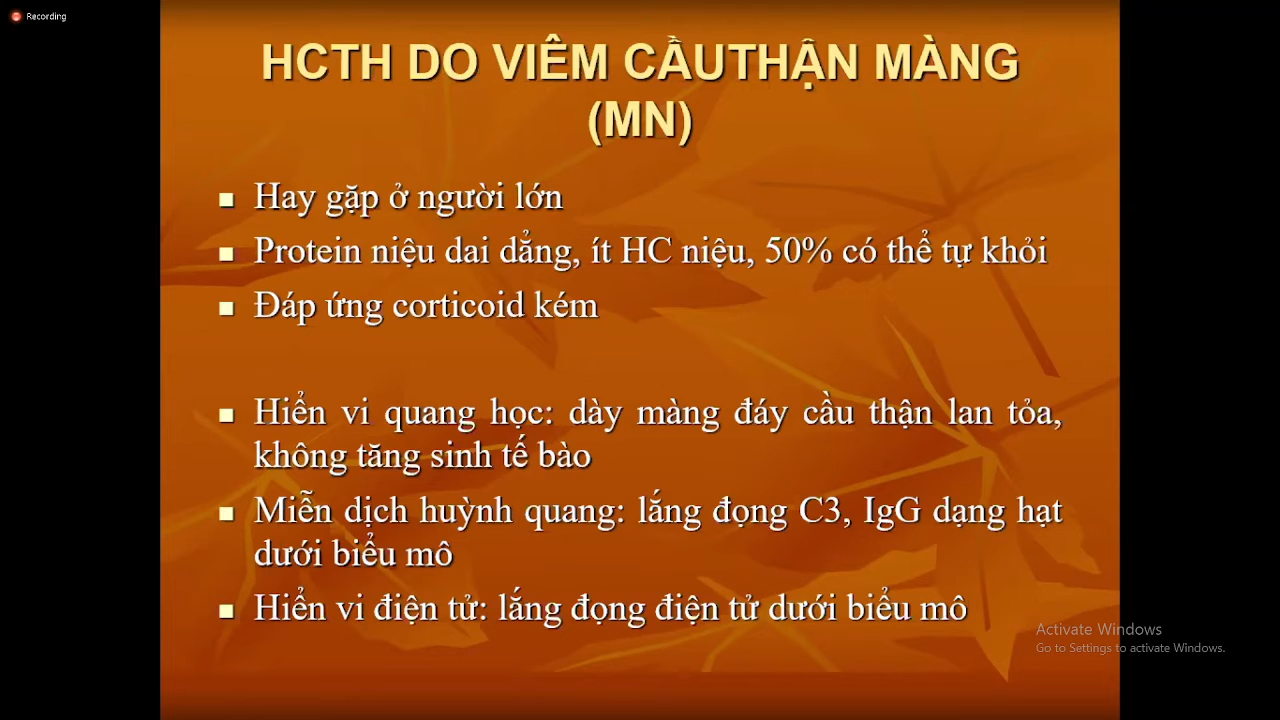 Recording
HCTH DO VIÊM CẦUTHẬN MÀNG
(MN)
Hay gặp ở người lớn
Protein niệu dai dẳng, ít HC niệu, 50% có thể tự khỏi
Đáp ứng corticoid kém
Hiển vi quang học: dày màng đáy cầu thận lan tỏa,
không tăng sinh tế bào
Miễn dịch huỳnh quang: lắng đọng C3, IgG dạng hạt
dưới biểu mô
Hiển vi điện tử: lắng đọng điện tử dưới biểu mô
Activate Windows
Go to Settings to activate Windows.